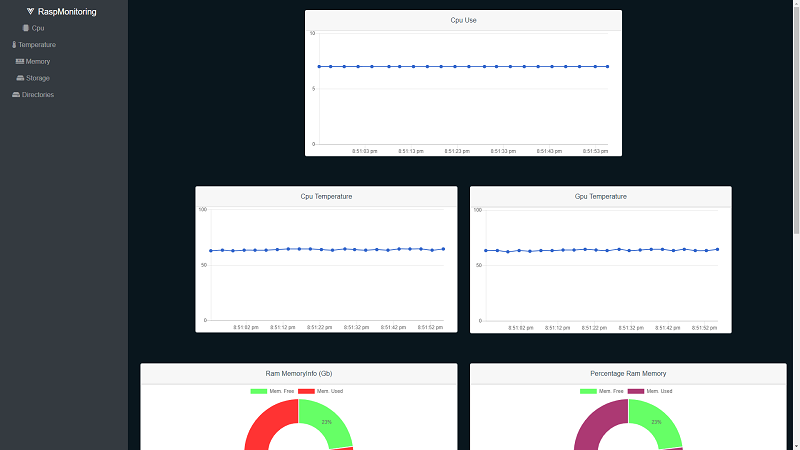 RaspMonitoring
Cpu
Temperature
Memory
Storage
Directories
Cpu Use
10
5
0
8:51:03 pm 8:51:13 pm 8:51:23 pm 8:51:33 pm 8:51:43 pm 8:51:53 pm
Cpu Temperature
100
50
0
8:51:02 pm 8:51:12 pm 8:51:22 pm 8:51:32 pm 8:51:42 pm 8:51:52 pm
Gpu Temperature
100
50
0
8:51:02 pm 8:51:12 pm 8:51:22 pm 8:51:32 pm 8:51:42 pm 8:51:52 pm
Ram MemoryInfo (Gb)
Mem. Free Mem. Used
23%
Percentage Ram Memory
Mem. Free Mem. Used
23%